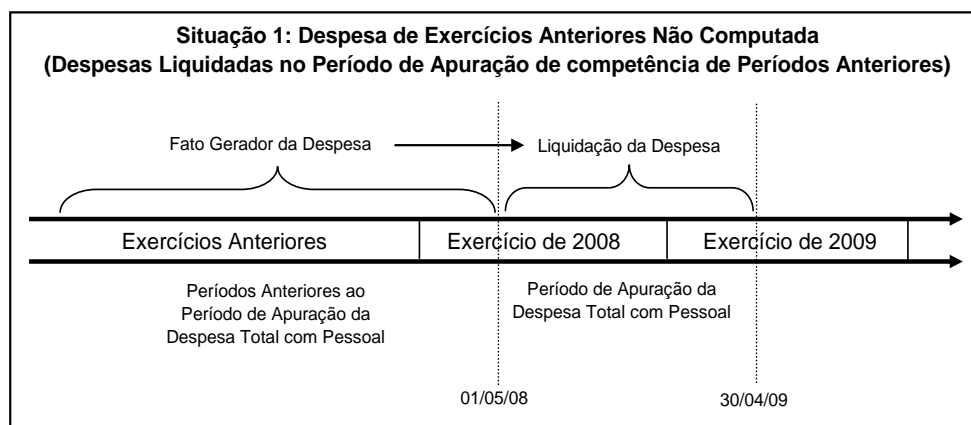 Situação 1: Despesa de Exercícios Anteriores Não Computada
(Despesas Liquidadas no Período de Apuração de competência de Períodos Anteriores)
Fato Gerador da Despesa
Liquidação da Despesa
Exercícios Anteriores
Exercício de 2008
Exercício de 2009
Períodos Anteriores ao
Período de Apuração da
Despesa Total com Pessoal
Período de Apuração da
Despesa Total com Pessoal
01/05/08
30/04/09